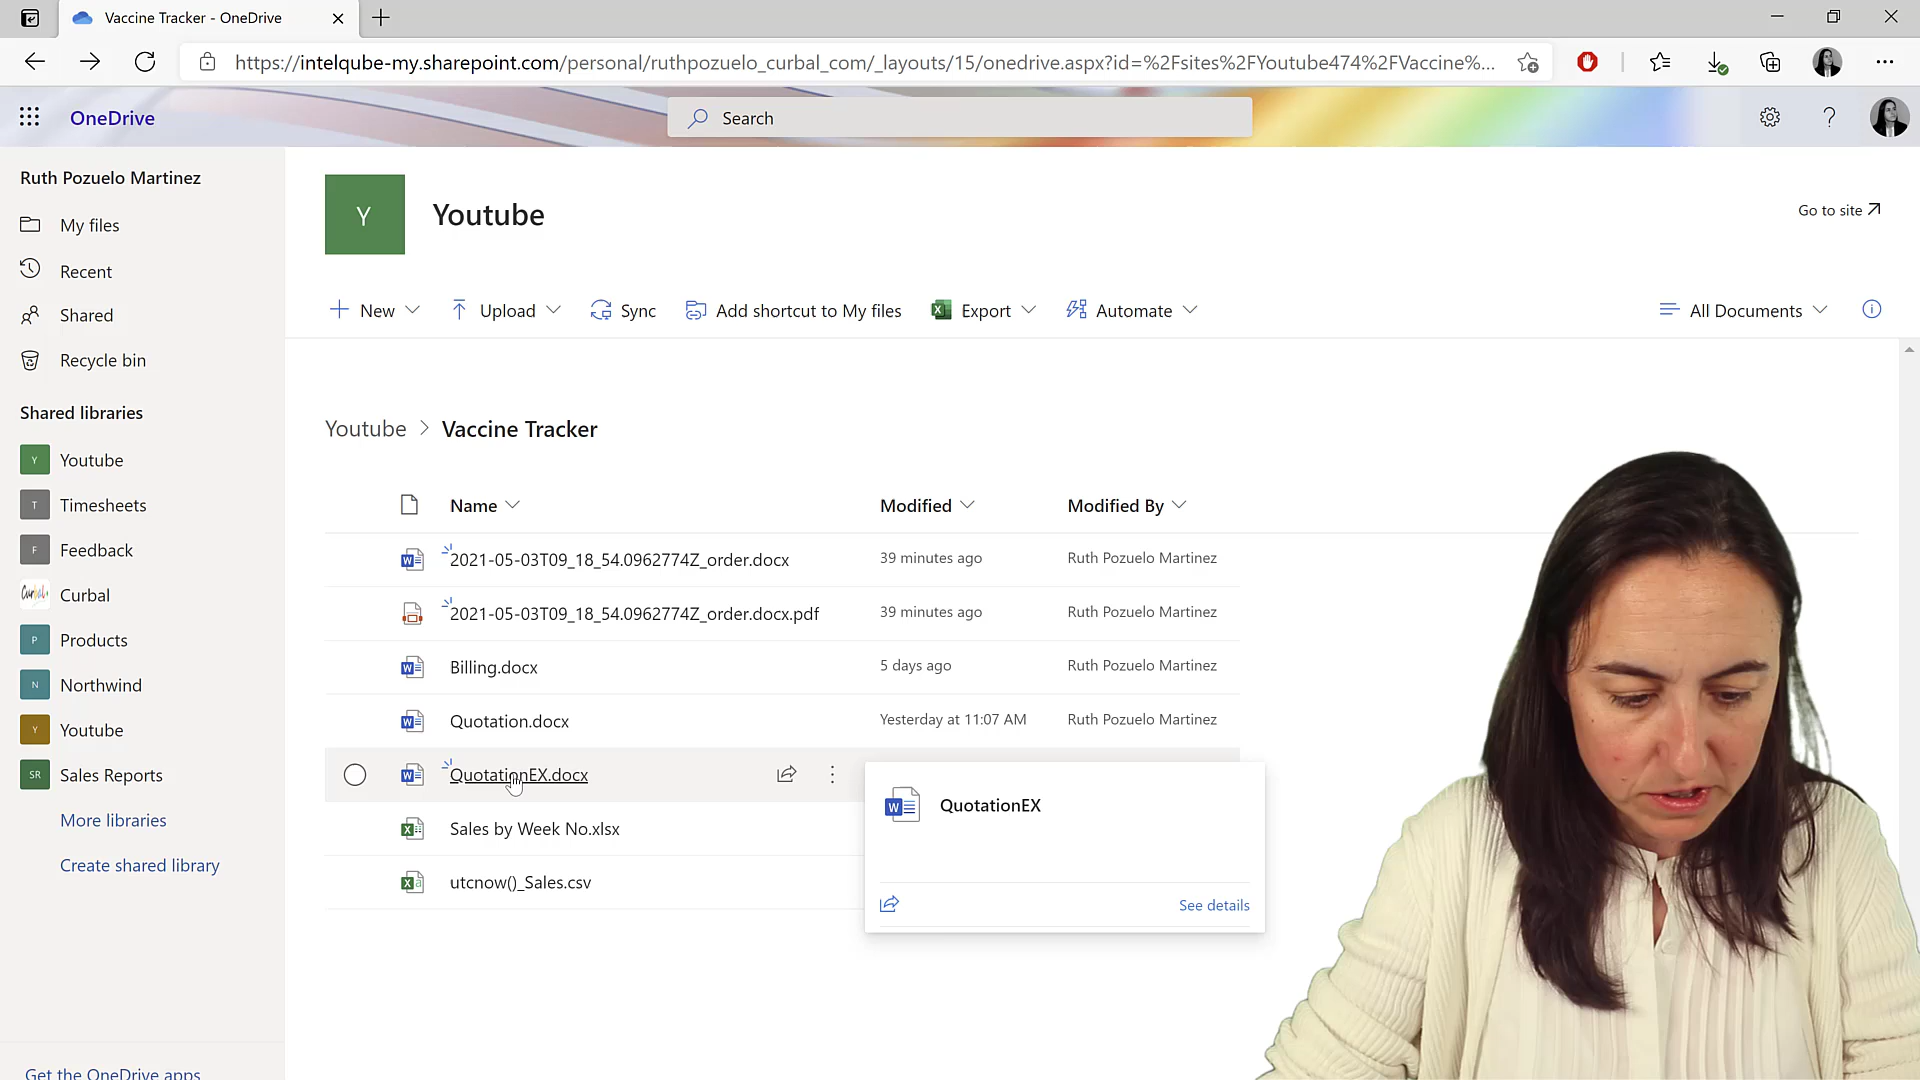 Vaccine Tracker - OneDrive
https://intelqube-my.sharepoint.com/personal/ruthpozuelo_curbal_com/_layouts/15/onedrive.aspx?id=%2Fsites%2FYoutube474%2FVaccine%...
OneDrive
Search
Ruth Pozuelo Martinez
My files
Recent
Shared
Recycle bin
Shared libraries
Y Youtube
T Timesheets
F Feedback
Curbal Curbal
P Products
N Northwind
Y Youtube
SR Sales Reports
More libraries
Create shared library
Get the OneDrive apps
Y Youtube
Go to site
New Upload Sync Add shortcut to My files Export Automate All Documents
Youtube > Vaccine Tracker
Name Modified Modified By
2021-05-03T09_18_54.0962774Z_order.docx 39 minutes ago Ruth Pozuelo Martinez
2021-05-03T09_18_54.0962774Z_order.docx.pdf 39 minutes ago Ruth Pozuelo Martinez
Billing.docx 5 days ago Ruth Pozuelo Martinez
Quotation.docx Yesterday at 11:07 AM Ruth Pozuelo Martinez
QuotationEX.docx
Sales by Week No.xlsx
utcnow()_Sales.csv
QuotationEX
See details